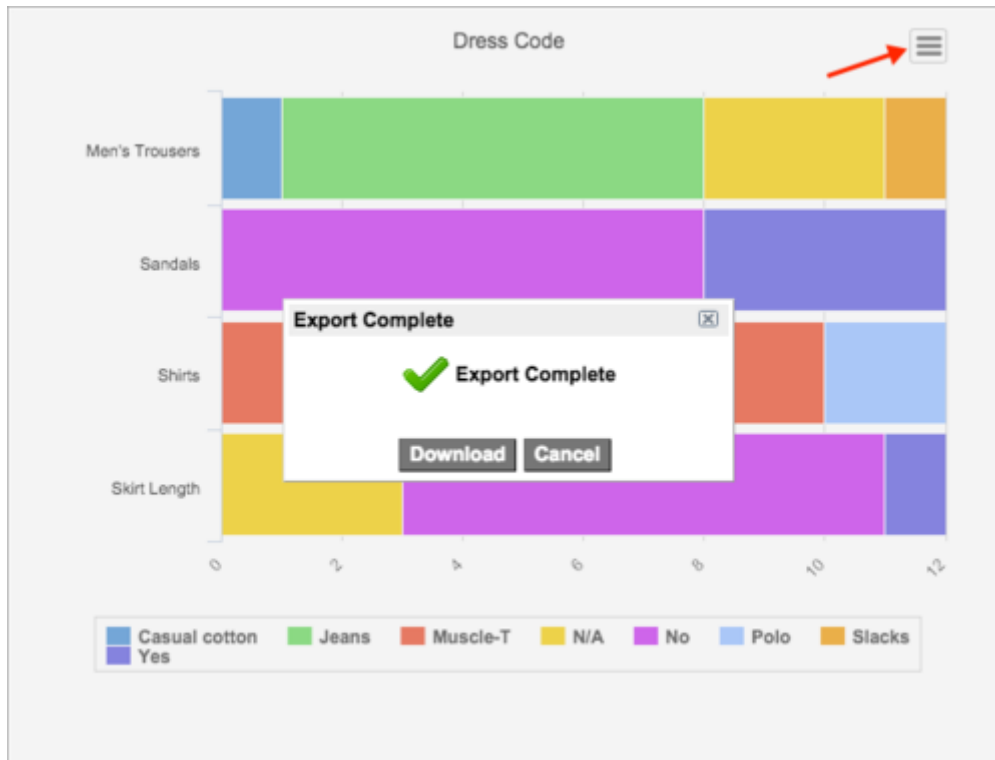 Dress Code
Men's Trousers
Sandals
Export Complete
Export Complete
Shirts
Download Cancel
Skirt Length
0 2 4 6 8 10 12
Casual cotton Jeans Muscle-T N/A No Polo Slacks
Yes